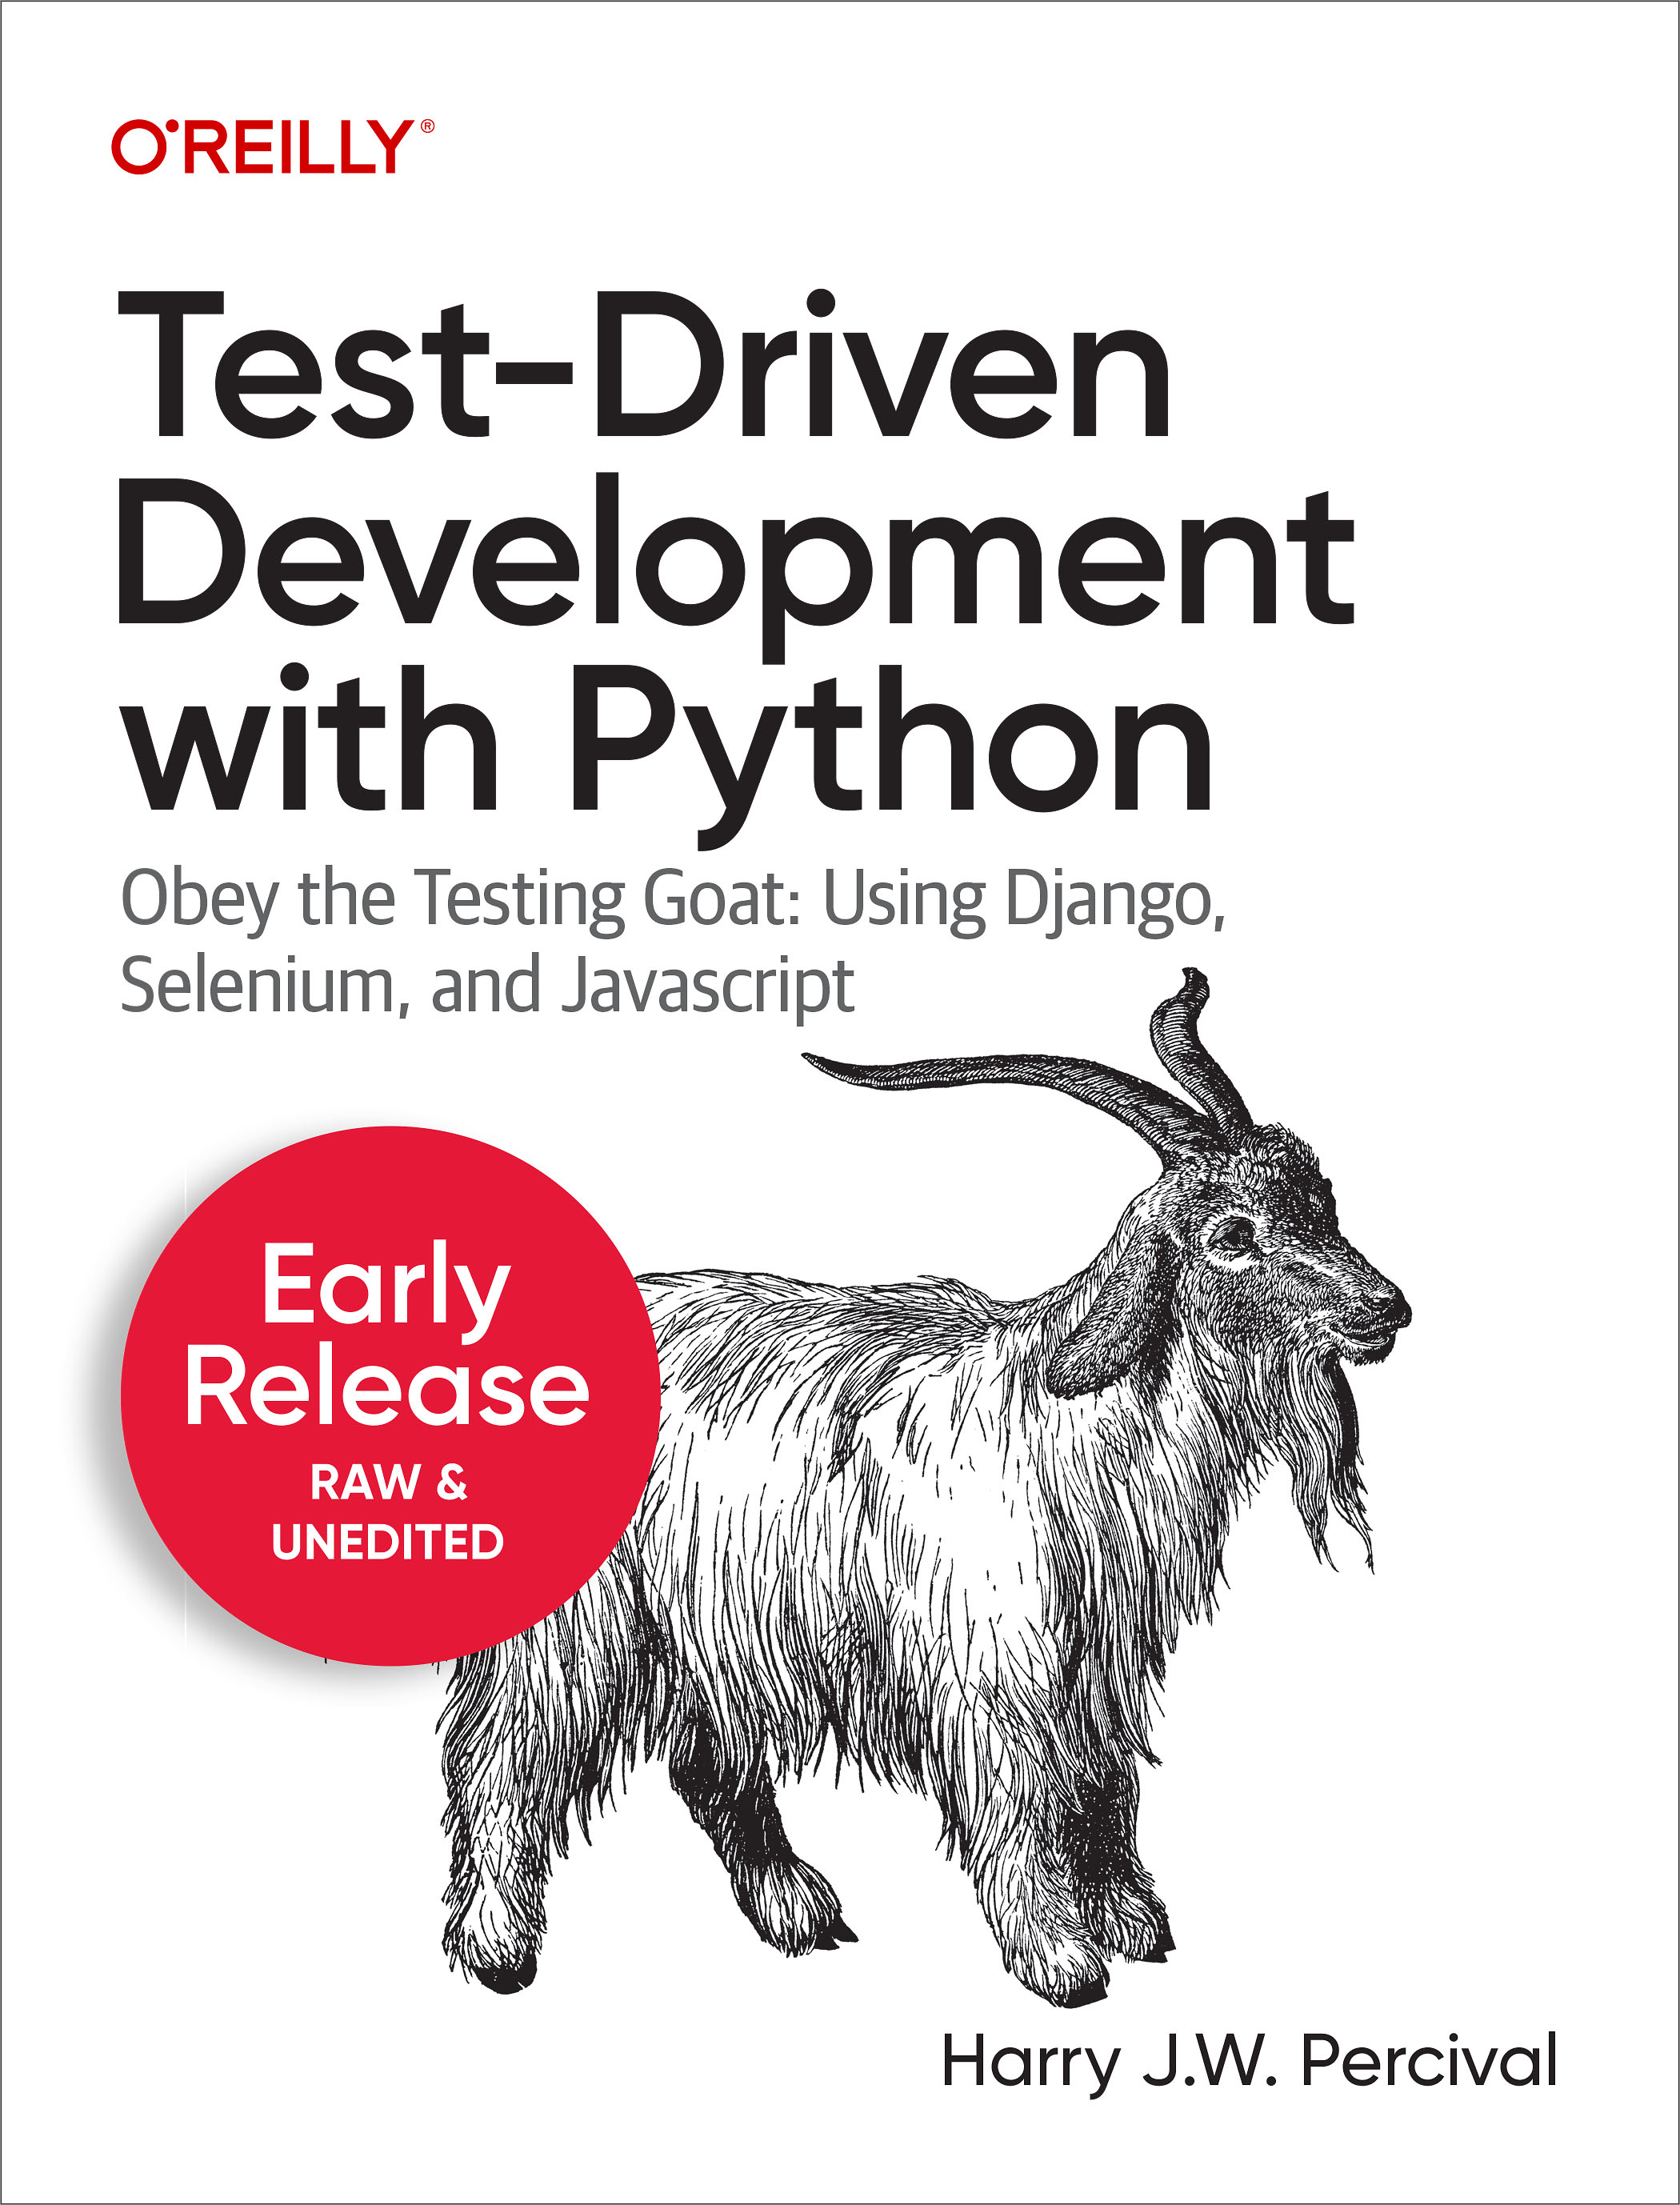 O'REILLY®
Test-Driven
Development
with Python
Obey the Testing Goat: Using Django,
Selenium, and Javascript
Early
Release
RAW &
UNEDITED
Harry J.W. Percival